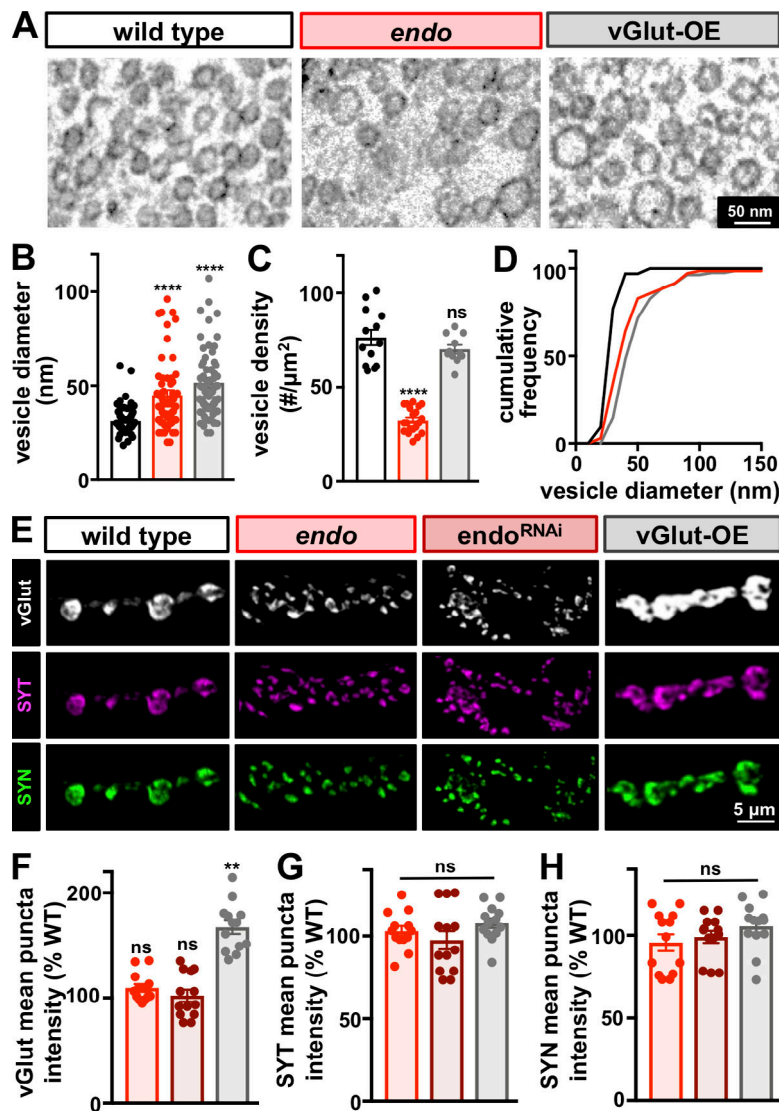 A
wild type
endo
vGlut-OE
50 nm
B
vesicle diameter
(nm)
100
50
0
****
****
C
vesicle density
(#/µm²)
100
50
0
****
ns
D
cumulative
frequency
100
50
0
0 50 100 150
vesicle diameter (nm)
E
wild type
endo
endoRNAi
vGlut-OE
vGlut
SYT
SYN
5 µm
F
vGlut mean puncta
intensity (% WT)
200
100
0
ns
ns
**
G
SYT mean puncta
intensity (% WT)
100
50
0
ns
H
SYN mean puncta
intensity (% WT)
100
50
0
ns